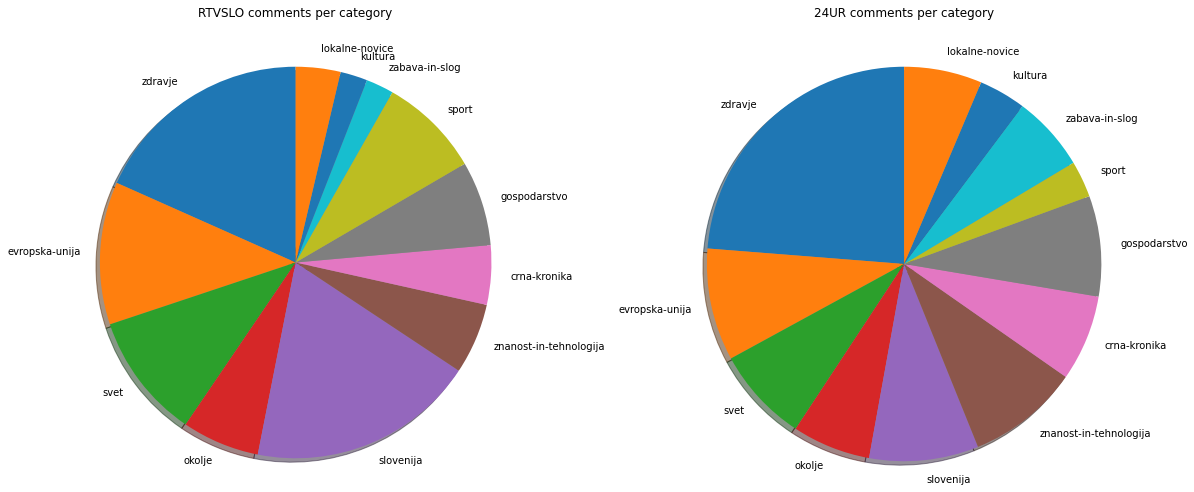 RTVSLO comments per category
lokalne-novice
kultura
zabava-in-slog
sport
gospodarstvo
crna-kronika
znanost-in-tehnologija
slovenija
okolje
svet
evropska-unija
zdravje
24UR comments per category
lokalne-novice
kultura
zabava-in-slog
sport
gospodarstvo
crna-kronika
znanost-in-tehnologija
slovenija
okolje
svet
evropska-unija
zdravje